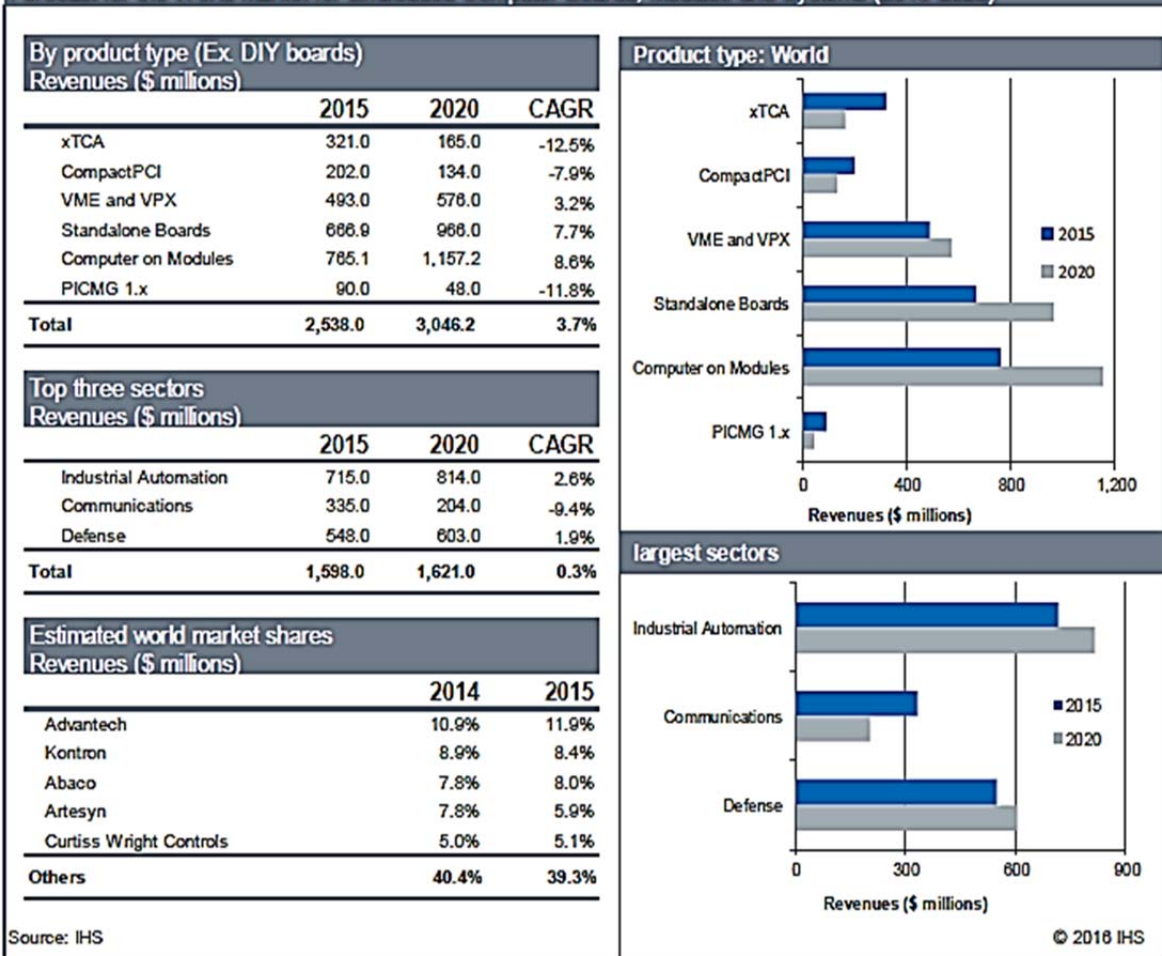 By product type (Ex. DIY boards)
Revenues ($ millions)
2015 2020 CAGR
xTCA 321.0 165.0 -12.5%
CompactPCI 202.0 134.0 -7.9%
VME and VPX 493.0 576.0 3.2%
Standalone Boards 666.9 966.0 7.7%
Computer on Modules 765.1 1,157.2 8.6%
PICMG 1.x 90.0 48.0 -11.8%
Total 2,538.0 3,046.2 3.7%
Top three sectors
Revenues ($ millions)
2015 2020 CAGR
Industrial Automation 715.0 814.0 2.6%
Communications 335.0 204.0 -9.4%
Defense 548.0 603.0 1.9%
Total 1,598.0 1,621.0 0.3%
Estimated world market shares
Revenues ($ millions)
2014 2015
Advantech 10.9% 11.9%
Kontron 8.9% 8.4%
Abaco 7.8% 8.0%
Artesyn 7.8% 5.9%
Curtiss Wright Controls 5.0% 5.1%
Others 40.4% 39.3%
Source: IHS
Product type: World
xTCA
CompactPCI
VME and VPX
Standalone Boards
Computer on Modules
PICMG 1.x
2015
2020
0 400 800 1,200
Revenues ($ millions)
largest sectors
Industrial Automation
Communications
Defense
2015
2020
0 300 600 900
Revenues ($ millions)
© 2016 IHS